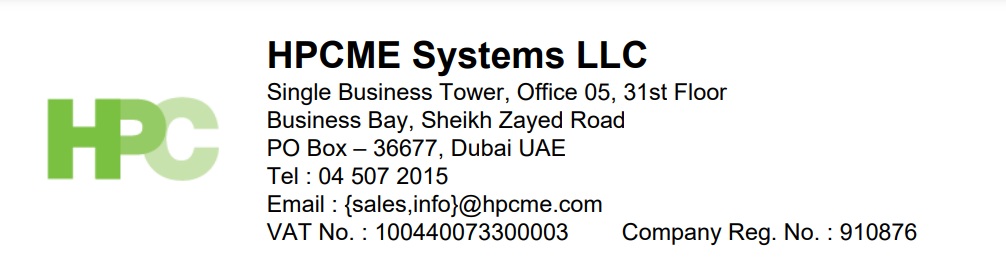 HPC
HPCME Systems LLC
Single Business Tower, Office 05, 31st Floor
Business Bay, Sheikh Zayed Road
PO Box – 36677, Dubai UAE
Tel : 04 507 2015
Email : {sales,info}@hpcme.com
VAT No. : 100440073300003 Company Reg. No. : 910876